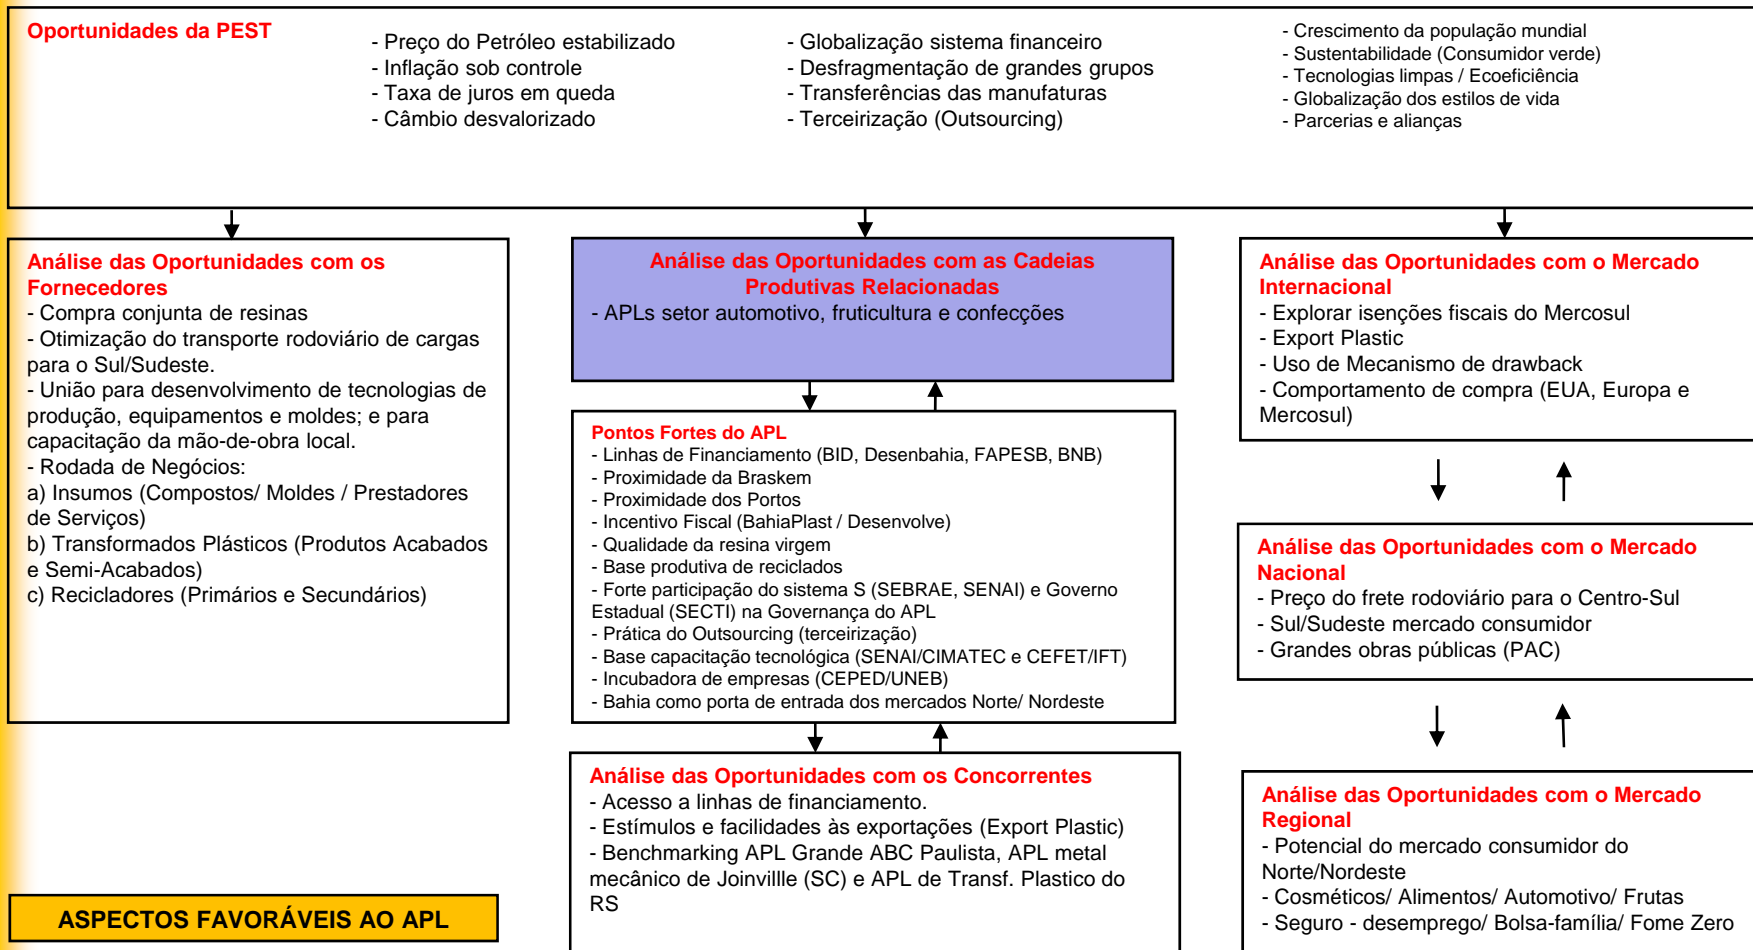 Oportunidades da PEST
- Preço do Petróleo estabilizado
- Inflação sob controle
- Taxa de juros em queda
- Câmbio desvalorizado
- Globalização sistema financeiro
- Desfragmentação de grandes grupos
- Transferências das manufaturas
- Terceirização (Outsourcing)
- Crescimento da população mundial
- Sustentabilidade (Consumidor verde)
- Tecnologias limpas / Ecoeficiência
- Globalização dos estilos de vida
- Parcerias e alianças
Análise das Oportunidades com os
Fornecedores
- Compra conjunta de resinas
- Otimização do transporte rodoviário de cargas
para o Sul/Sudeste.
- União para desenvolvimento de tecnologias de
produção, equipamentos e moldes; e para
capacitação da mão-de-obra local.
- Rodada de Negócios:
a) Insumos (Compostos/ Moldes / Prestadores
de Serviços)
b) Transformados Plásticos (Produtos Acabados
e Semi-Acabados)
c) Recicladores (Primários e Secundários)
Análise das Oportunidades com as Cadeias
Produtivas Relacionadas
- APLs setor automotivo, fruticultura e confecções
Pontos Fortes do APL
- Linhas de Financiamento (BID, Desenbahia, FAPESB, BNB)
- Proximidade da Braskem
- Proximidade dos Portos
- Incentivo Fiscal (BahiaPlast / Desenvolve)
- Qualidade da resina virgem
- Base produtiva de reciclados
- Forte participação do sistema S (SEBRAE, SENAI) e Governo
Estadual (SECTI) na Governança do APL
- Prática do Outsourcing (terceirização)
- Base capacitação tecnológica (SENAI/CIMATEC e CEFET/IFT)
- Incubadora de empresas (CEPED/UNEB)
- Bahia como porta de entrada dos mercados Norte/ Nordeste
Análise das Oportunidades com os Concorrentes
- Acesso a linhas de financiamento.
- Estímulos e facilidades às exportações (Export Plastic)
- Benchmarking APL Grande ABC Paulista, APL metal
mecânico de Joinvillle (SC) e APL de Transf. Plastico do
RS
Análise das Oportunidades com o Mercado
Internacional
- Explorar isenções fiscais do Mercosul
- Export Plastic
- Uso de Mecanismo de drawback
- Comportamento de compra (EUA, Europa e
Mercosul)
Análise das Oportunidades com o Mercado
Nacional
- Preço do frete rodoviário para o Centro-Sul
- Sul/Sudeste mercado consumidor
- Grandes obras públicas (PAC)
Análise das Oportunidades com o Mercado
Regional
- Potencial do mercado consumidor do
Norte/Nordeste
- Cosméticos/ Alimentos/ Automotivo/ Frutas
- Seguro - desemprego/ Bolsa-família/ Fome Zero
ASPECTOS FAVORÁVEIS AO APL